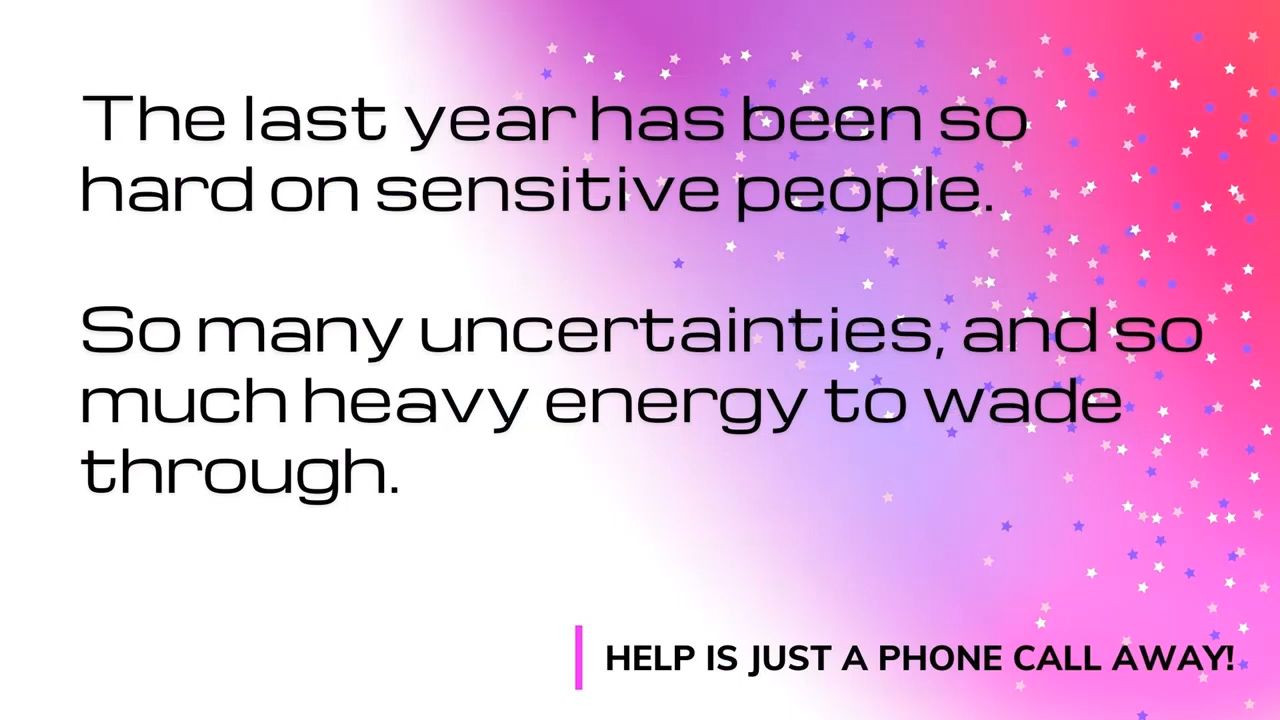 The last year has been so
hard on sensitive people.
So many uncertainties, and so
much heavy energy to wade
through.
HELP IS JUST A PHONE CALL AWAY!